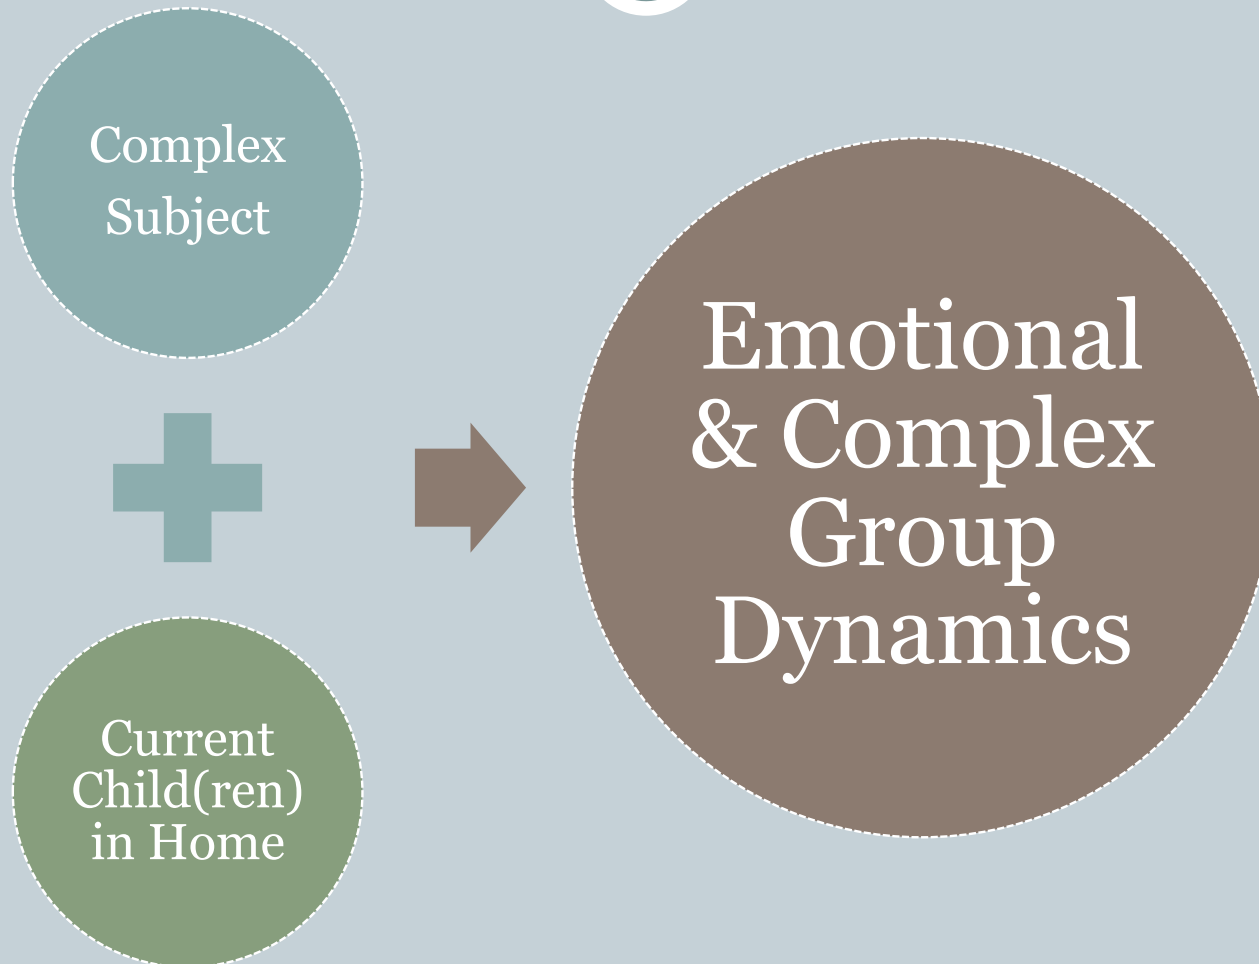 Complex
Subject
Current
Child(ren)
in Home
Emotional
& Complex
Group
Dynamics